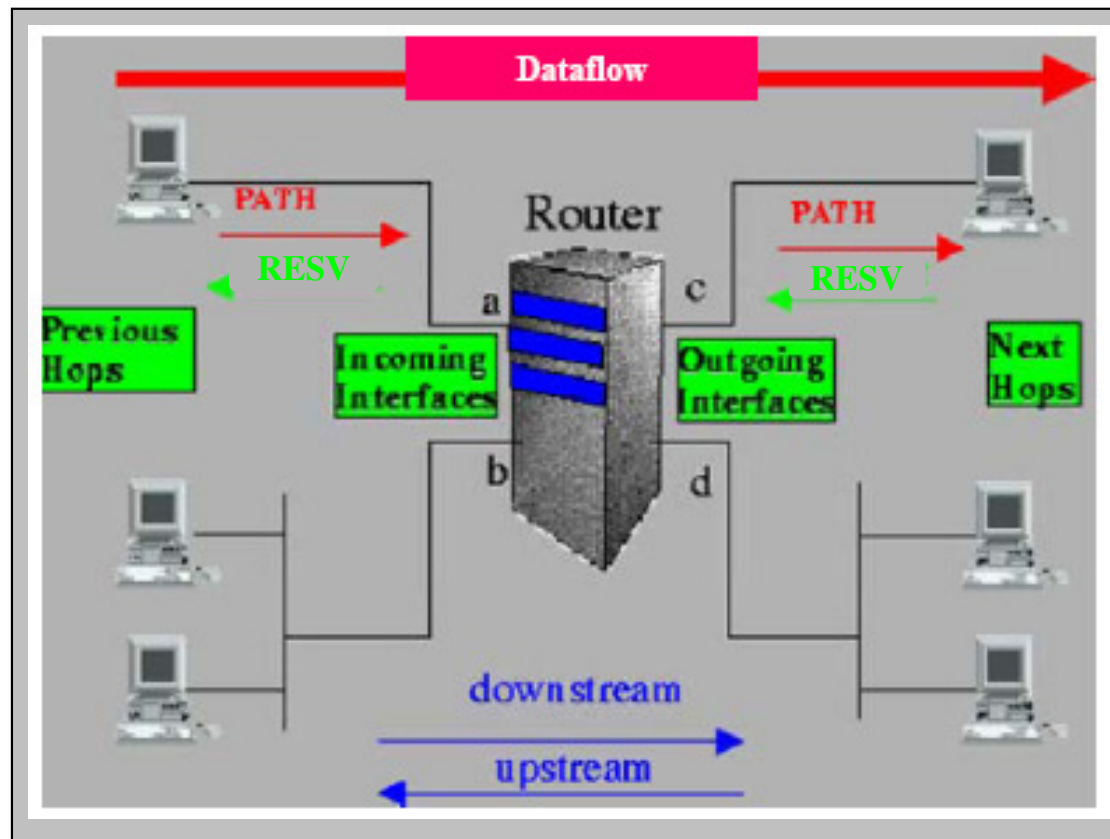 Dataflow
PATH
RESV
Router
PATH
RESV
a
c
Previous
Hops
Incoming
Interfaces
Outgoing
Interfaces
Next
Hops
b
d
downstream
upstream